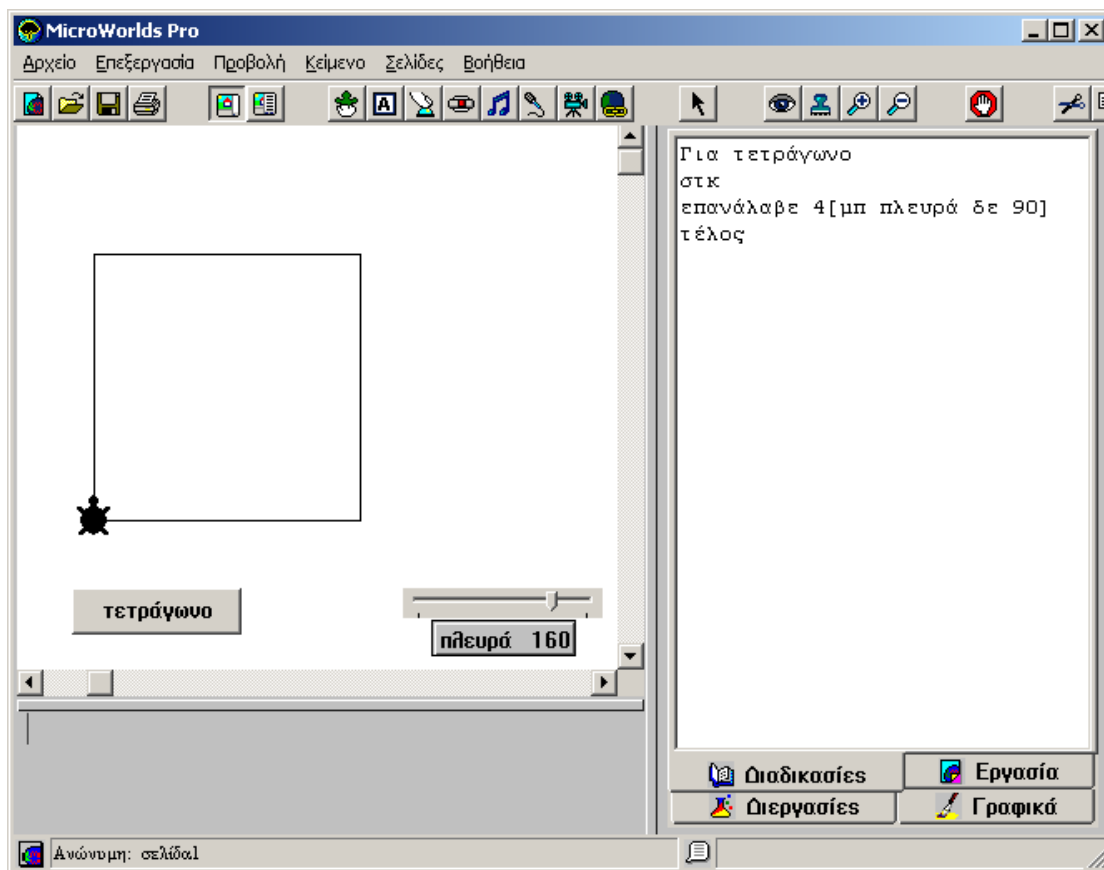 MicroWorlds Pro
Αρχείο Επεξεργασία Προβολή Κείμενο Σελίδες Βοήθεια
A
Για τετράγωνο
στκ
επανάλαβε 4[μπ πλευρά δε 90]
τέλος
τετράγωνο
πλευρά 160
Διαδικασίες
Εργασία
Διεργασίες
Γραφικά
Ανώνυμη: σελίδα1